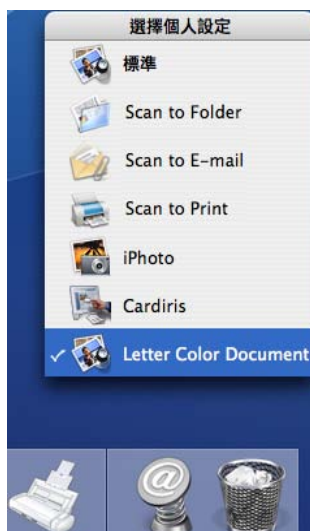 選擇個人設定
標準
Scan to Folder
Scan to E-mail
Scan to Print
iPhoto
Cardiris
Letter Color Document